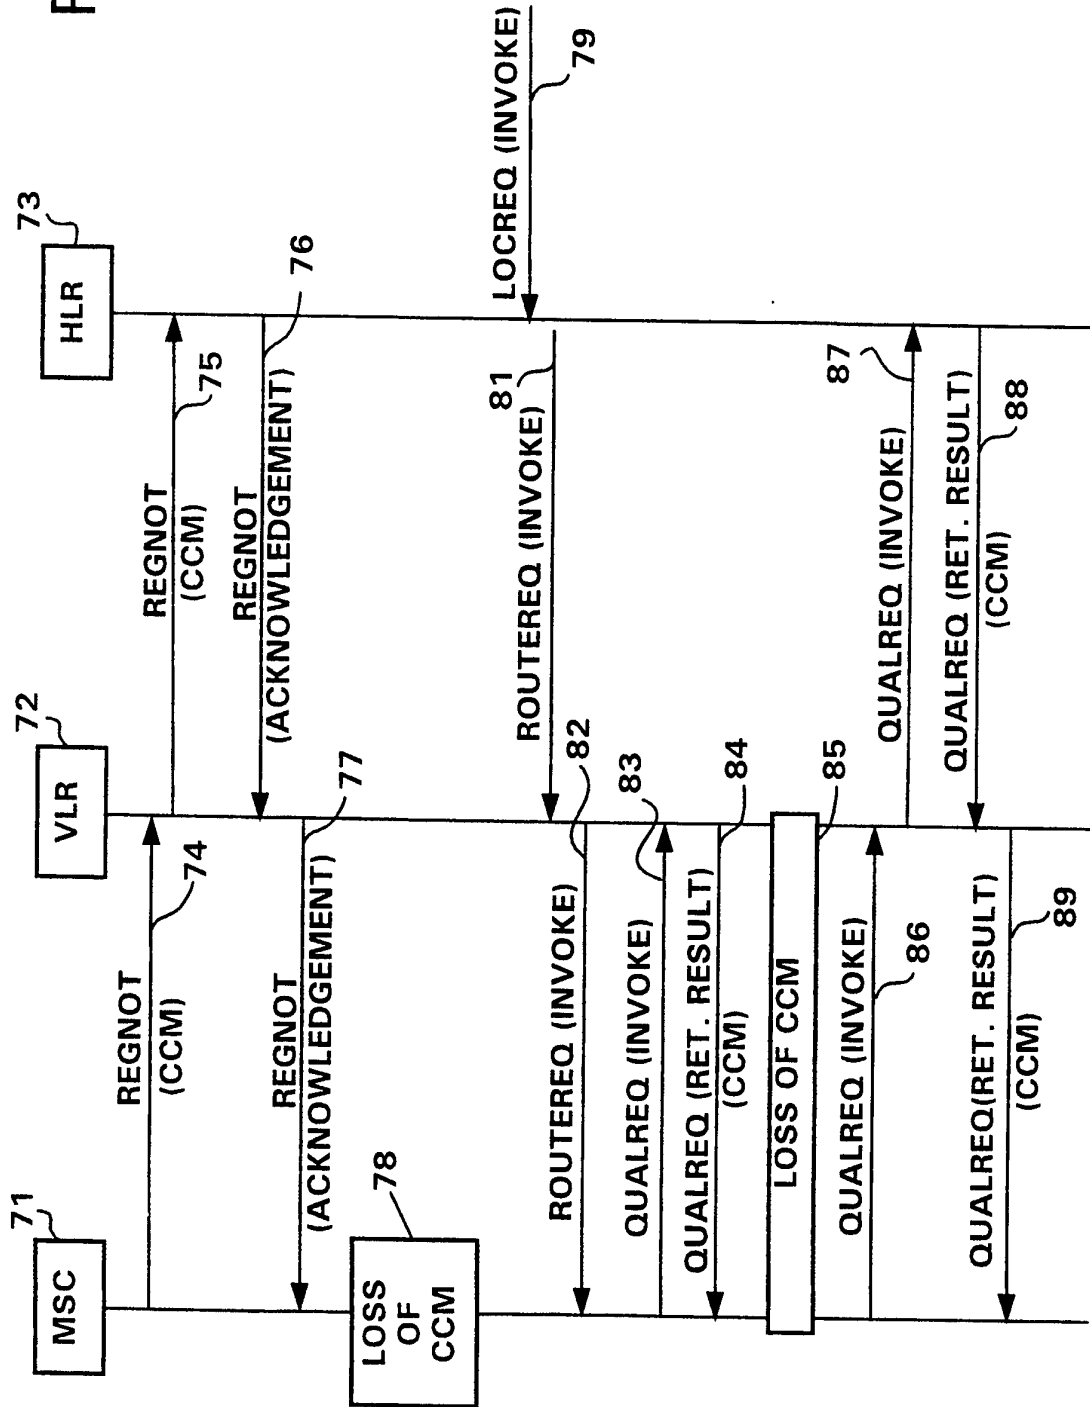 F
71
MSC
72
VLR
73
HLR
REGNOT
(CCM)
74
REGNOT
(CCM)
75
REGNOT
(ACKNOWLEDGEMENT)
76
REGNOT
(ACKNOWLEDGMENT)
77
LOSS
OF
CCM
78
LOCREQ (INVOKE)
79
ROUTEREQ (INVOKE)
81
ROUTEREQ (INVOKE)
82
QUALREQ (INVOKE)
83
QUALREQ (RET. RESULT)
(CCM)
84
LOSS OF CCM
85
QUALREQ (INVOKE)
86
QUALREQ (INVOKE)
87
QUALREQ (RET. RESULT)
(CCM)
88
QUALREQ(RET. RESULT)
(CCM)
89